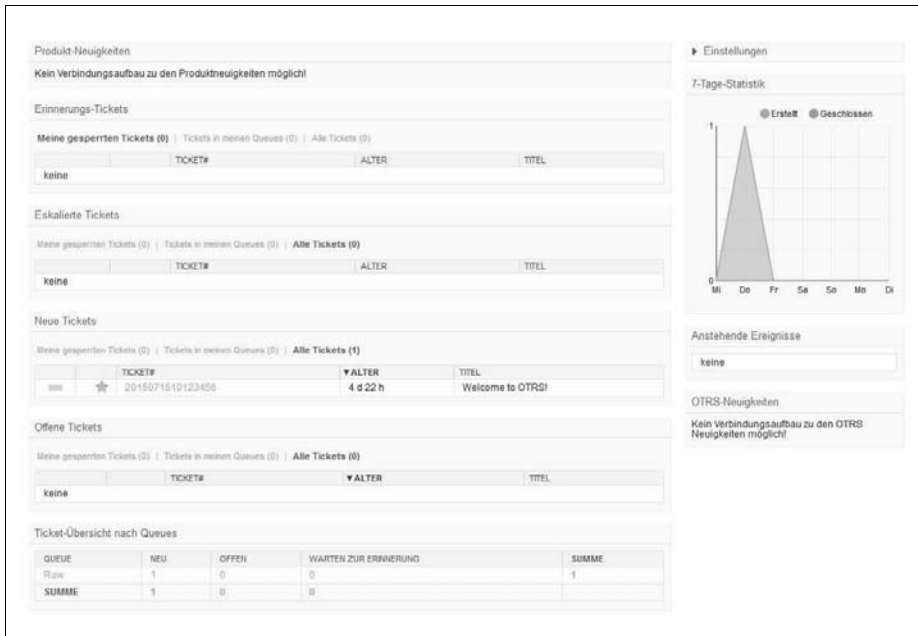 Produkt-Neuigkeiten
Kein Verbindungsaufbau zu den Produktneuigkeiten möglich!
Erinnerungs-Tickets
Meine gesperrten Tickets (0) | Tickets in meinen Queues (0) | Alle Tickets (0)
TICKET# ALTER TITEL
keine
Eskalierte Tickets
Meine gesperrten Tickets (0) | Tickets in meinen Queues (0) | Alle Tickets (0)
TICKET# ALTER TITEL
keine
Neue Tickets
Meine gesperrten Tickets (0) | Tickets in meinen Queues (0) | Alle Tickets (1)
TICKET# ▼ALTER TITEL
2015071510123456 4 d 22 h Welcome to OTRS!
Offene Tickets
Meine gesperrten Tickets (0) | Tickets in meinen Queues (0) | Alle Tickets (0)
TICKET# ▼ALTER TITEL
keine
Ticket-Übersicht nach Queues
QUEUE NEU OFFEN WARTEN ZUR ERINNERUNG SUMME
Raw 1 0 0 1
SUMME 1 0 0
Einstellungen
7-Tage-Statistik
Erstellt Geschlossen
1
0
Mi Do Fr Sa So Mo Di
Anstehende Ereignisse
keine
OTRS-Neuigkeiten
Kein Verbindungsaufbau zu den OTRS
Neuigkeiten möglich!